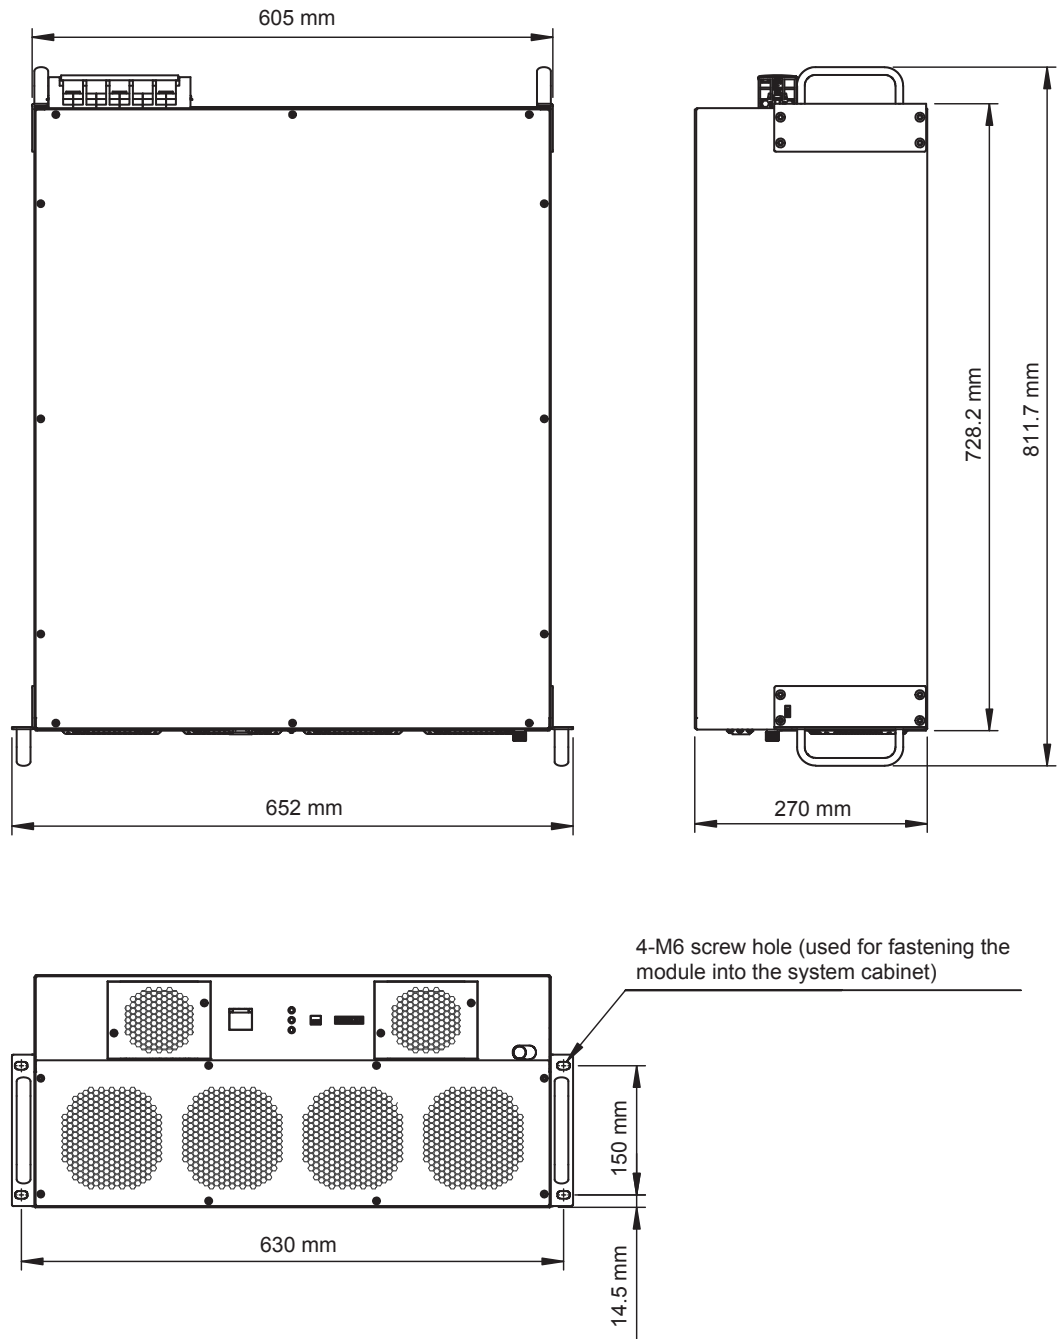 605 mm
728.2 mm
811.7 mm
652 mm
270 mm
4-M6 screw hole (used for fastening the
module into the system cabinet)
150 mm
630 mm
14.5 mm